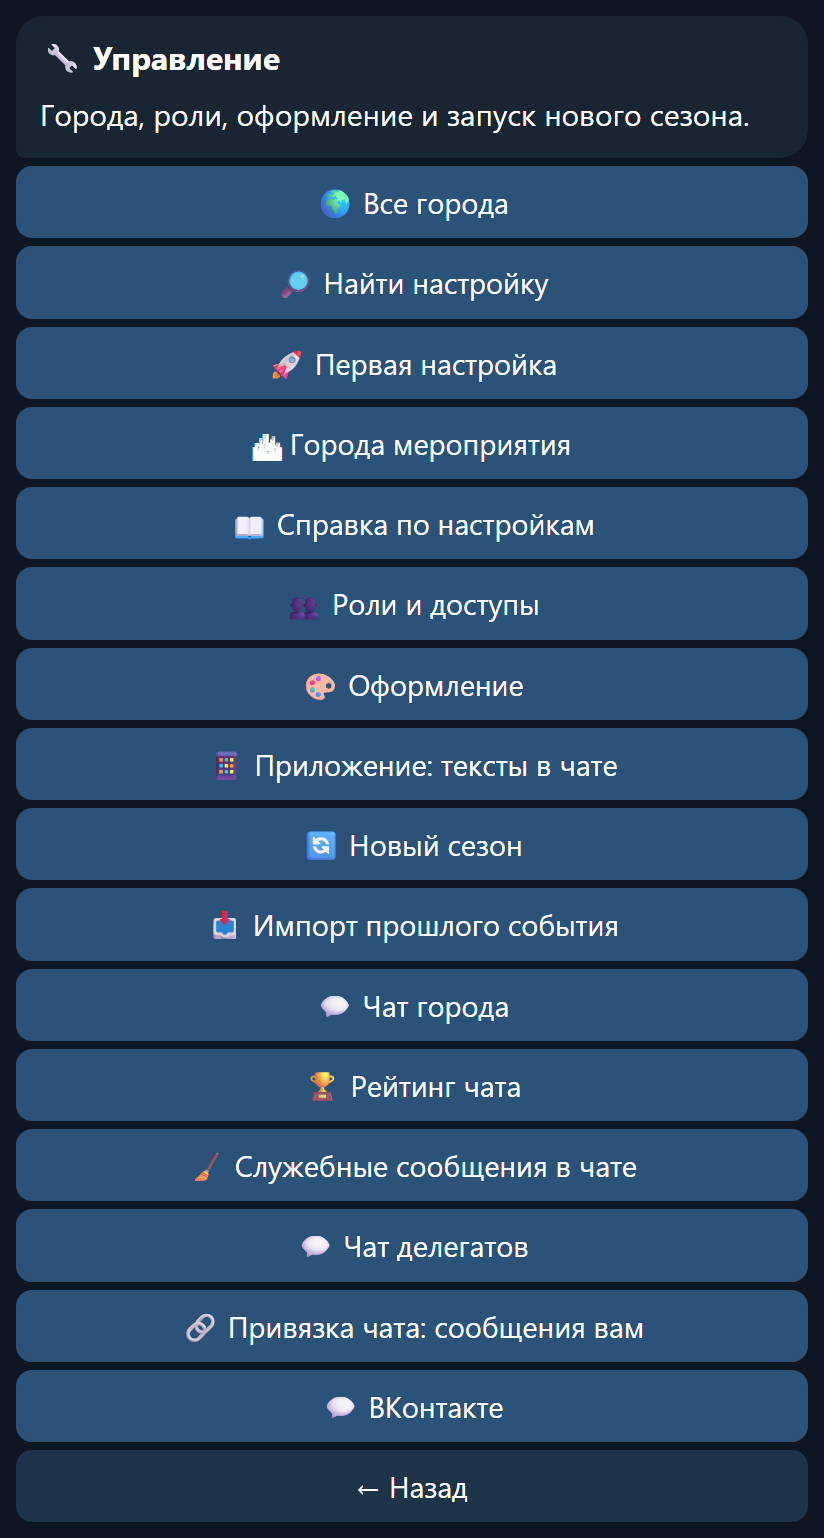 🔧 Управление
Города, роли, оформление и запуск нового сезона.
🌍 Все города
🔎 Найти настройку
🚀 Первая настройка
🏙 Города мероприятия
📖 Справка по настройкам
👥 Роли и доступы
🎨 Оформление
📱 Приложение: тексты в чате
🔄 Новый сезон
📥 Импорт прошлого события
💬 Чат города
🏆 Рейтинг чата
🧹 Служебные сообщения в чате
💬 Чат делегатов
🔗 Привязка чата: сообщения вам
💬 ВКонтакте
← Назад